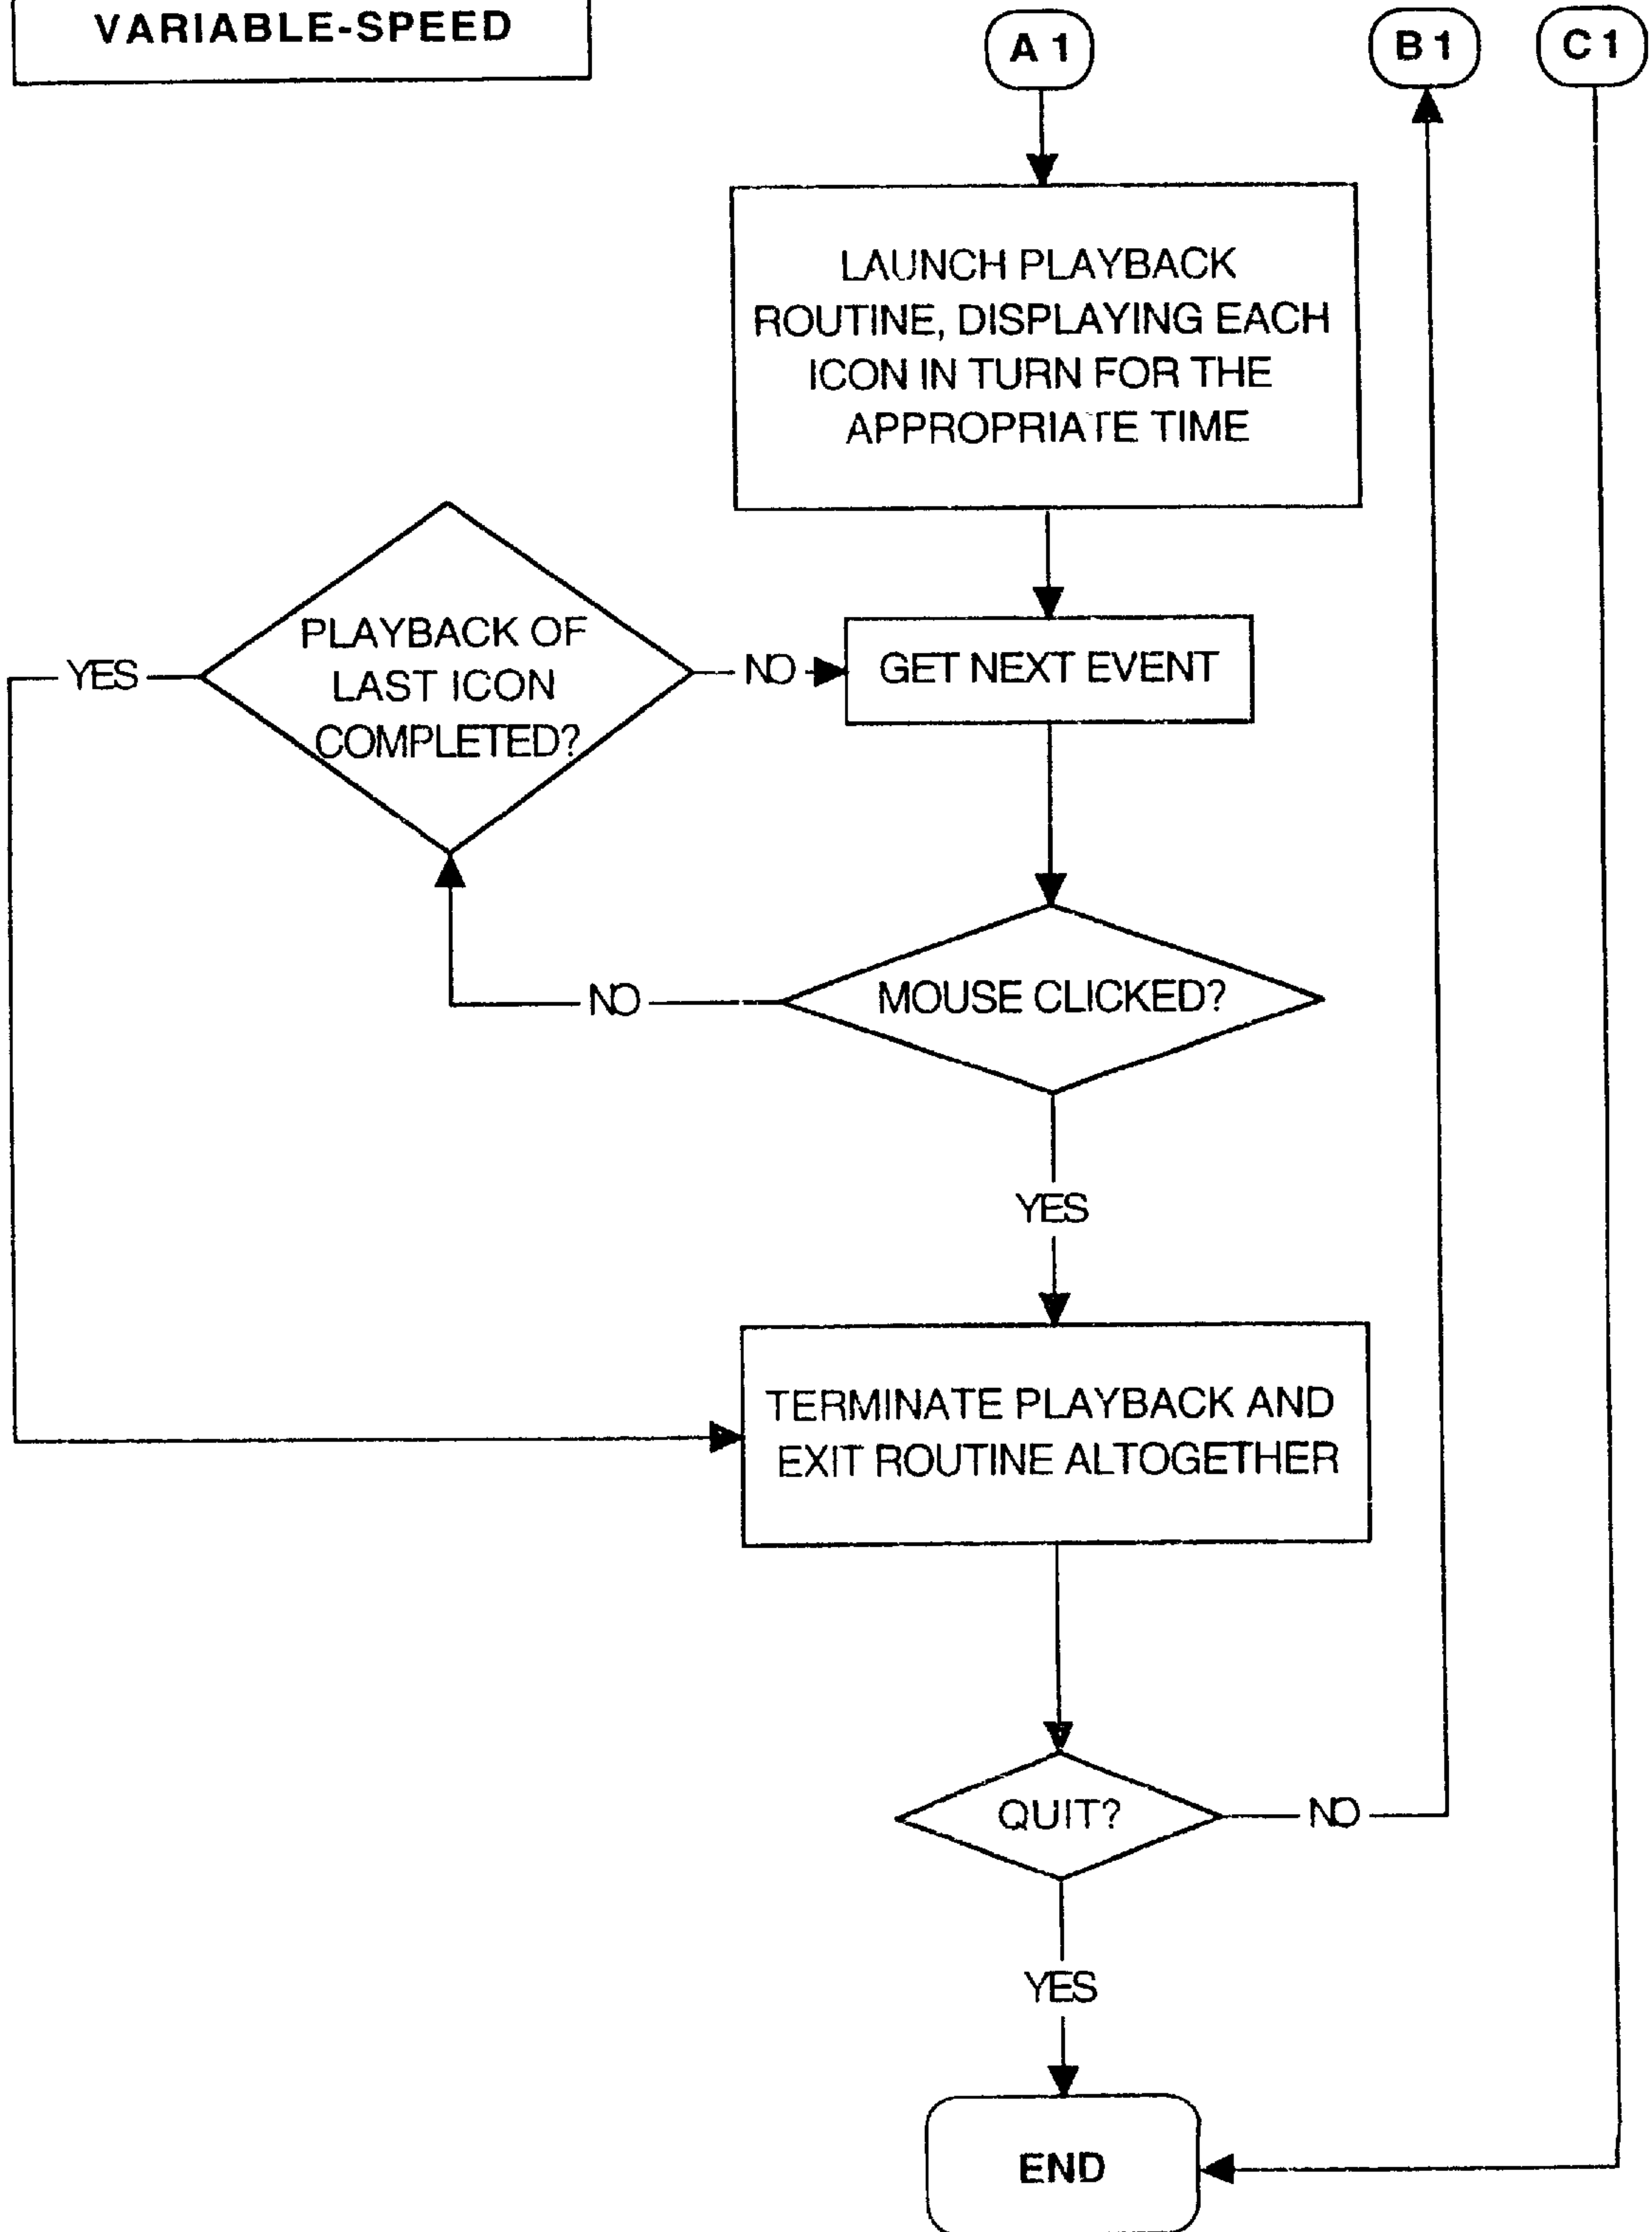 VARIABLE-SPEED
A1
B1
C1
LAUNCH PLAYBACK
ROUTINE, DISPLAYING EACH
ICON IN TURN FOR THE
APPROPRIATE TIME
PLAYBACK OF
LAST ICON
COMPLETED?
YES
NO
GET NEXT EVENT
NO
MOUSE CLICKED?
YES
TERMINATE PLAYBACK AND
EXIT ROUTINE ALTOGETHER
QUIT?
NO
YES
END